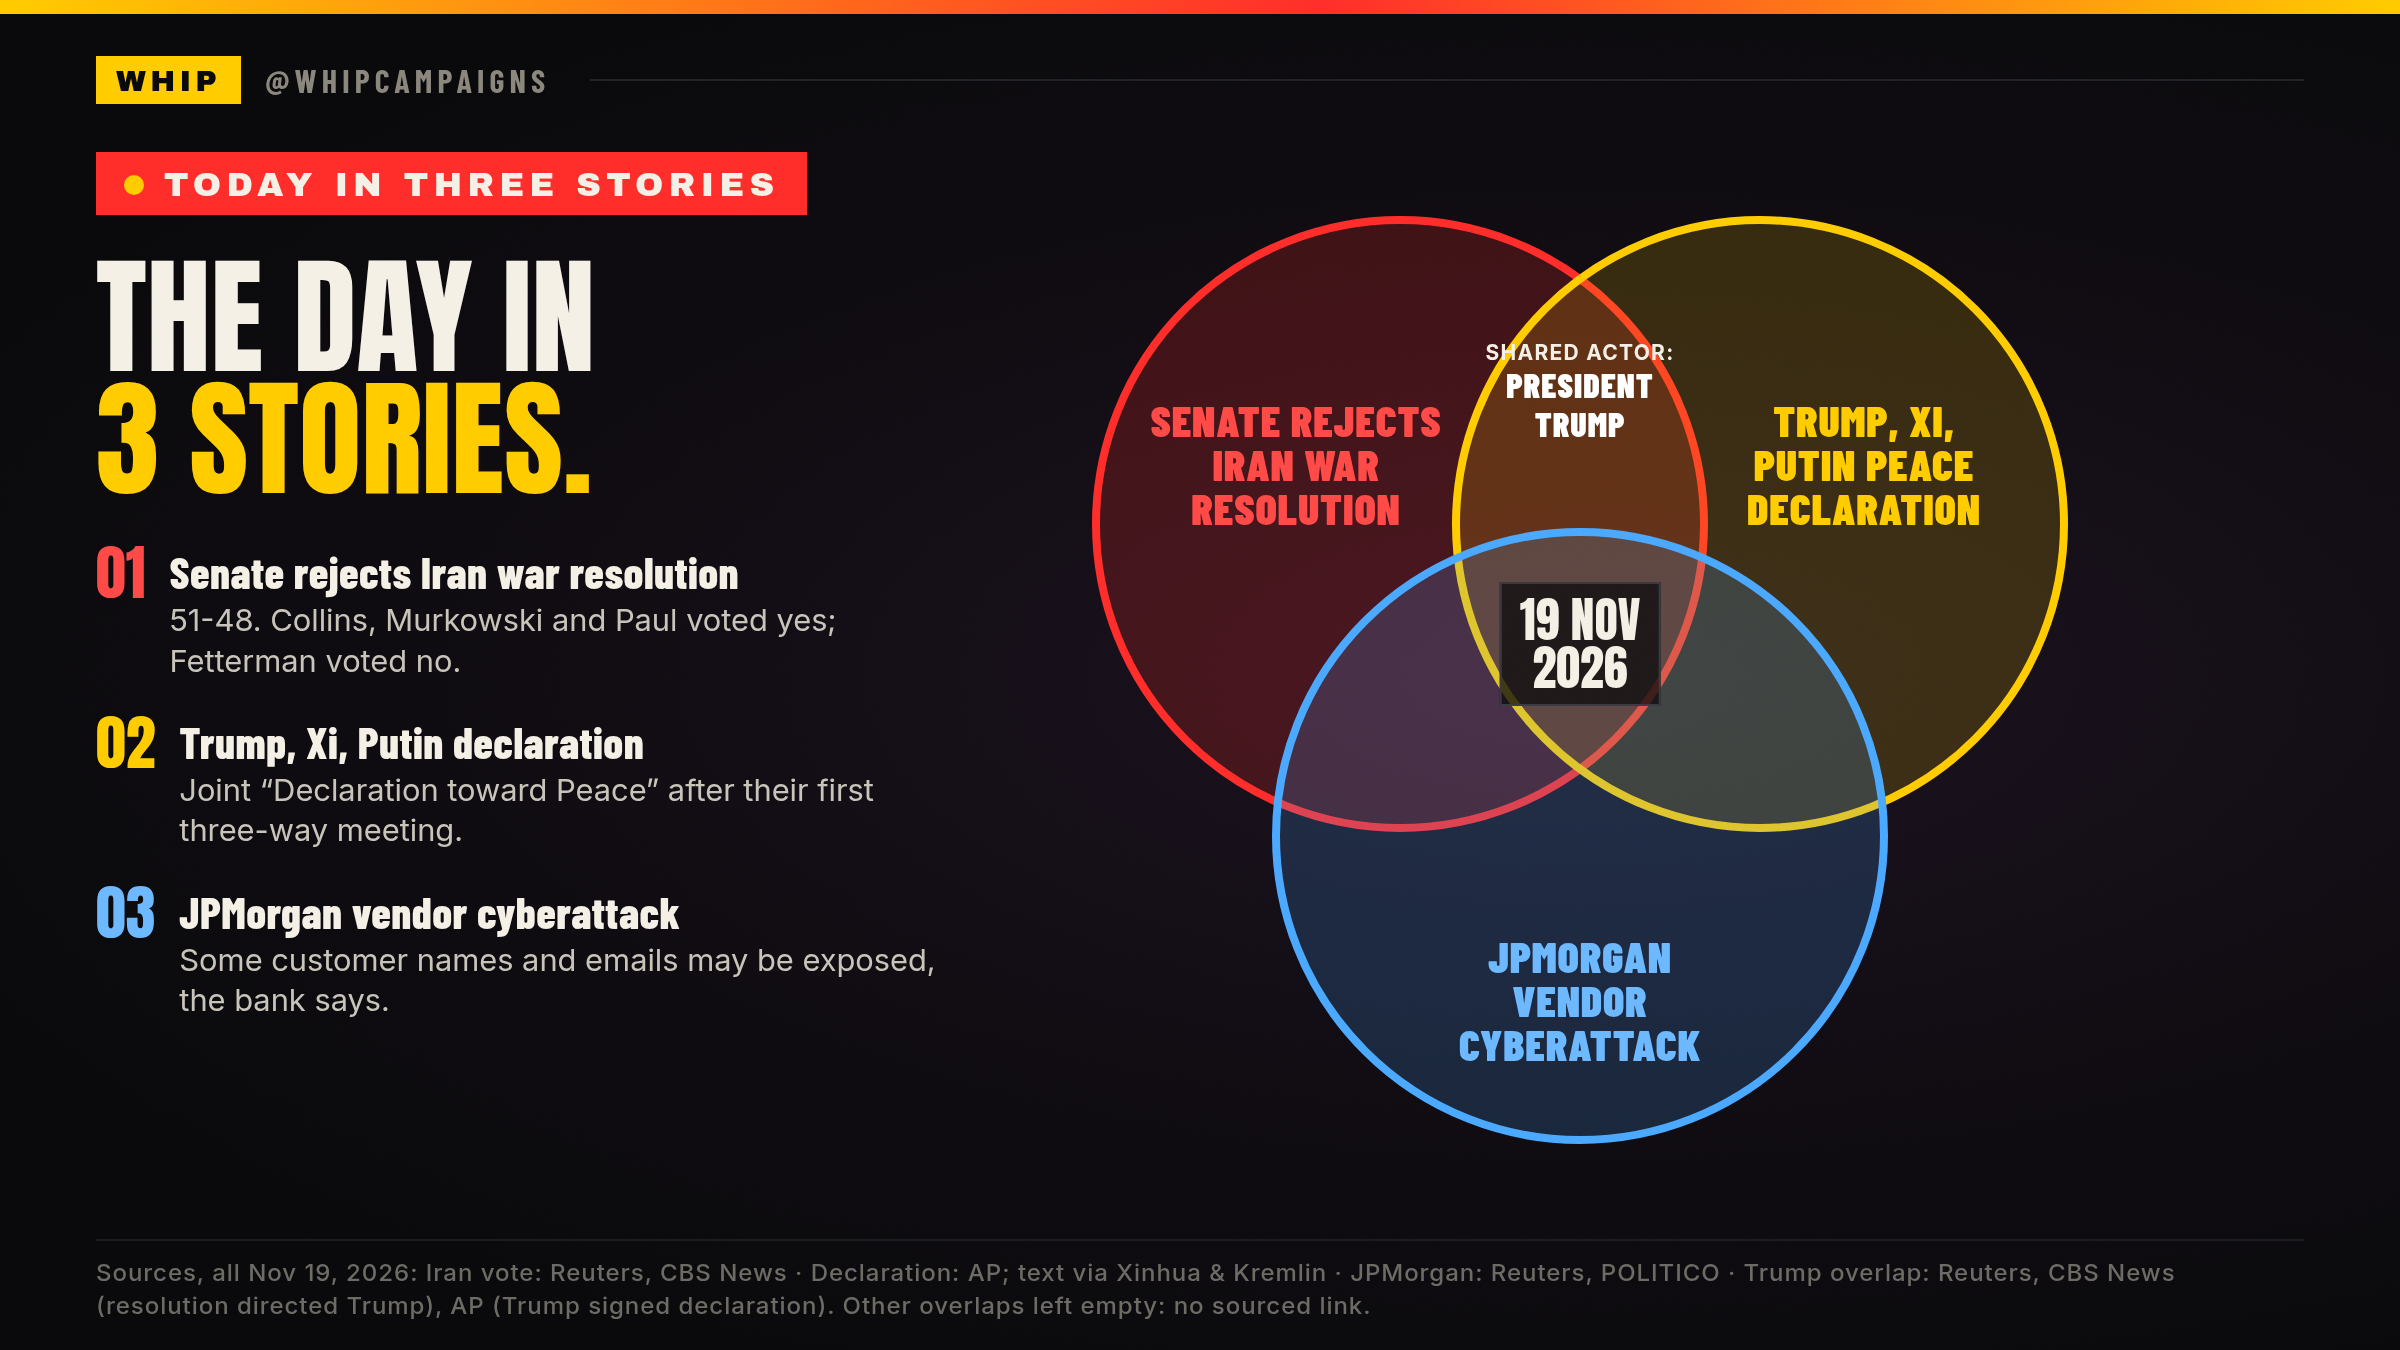 WHIP @WHIPCAMPAIGNS
TODAY IN THREE STORIES
THE DAY IN
3 STORIES.
01 Senate rejects Iran war resolution
51-48. Collins, Murkowski and Paul voted yes;
Fetterman voted no.
02 Trump, Xi, Putin declaration
Joint “Declaration toward Peace” after their first
three-way meeting.
03 JPMorgan vendor cyberattack
Some customer names and emails may be exposed,
the bank says.
SENATE REJECTS
IRAN WAR
RESOLUTION
SHARED ACTOR:
PRESIDENT
TRUMP
TRUMP, XI,
PUTIN PEACE
DECLARATION
19 NOV
2026
JPMORGAN
VENDOR
CYBERATTACK
Sources, all Nov 19, 2026: Iran vote: Reuters, CBS News · Declaration: AP; text via Xinhua & Kremlin · JPMorgan: Reuters, POLITICO · Trump overlap: Reuters, CBS News
(resolution directed Trump), AP (Trump signed declaration). Other overlaps left empty: no sourced link.